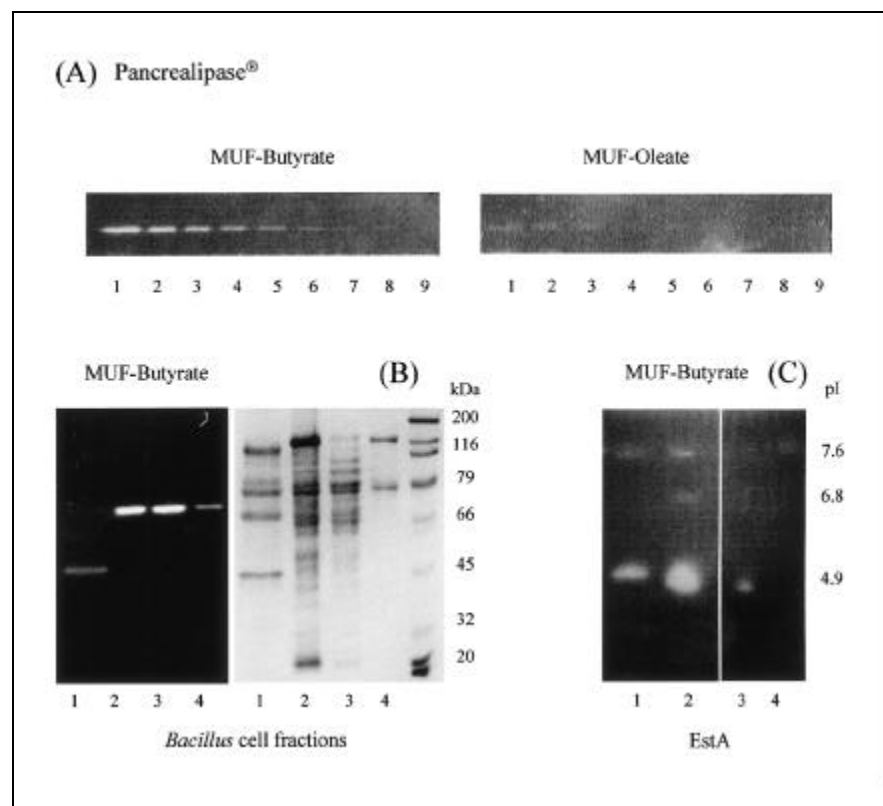 (A) Pancrealipase®
MUF-Butyrate
MUF-Oleate
1 2 3 4 5 6 7 8 9
1 2 3 4 5 6 7 8 9
MUF-Butyrate
(B)
kDa
200
116
79
66
45
32
20
1 2 3 4
1 2 3 4
Bacillus cell fractions
MUF-Butyrate
(C)
pI
7.6
6.8
4.9
1 2 3 4
EstA